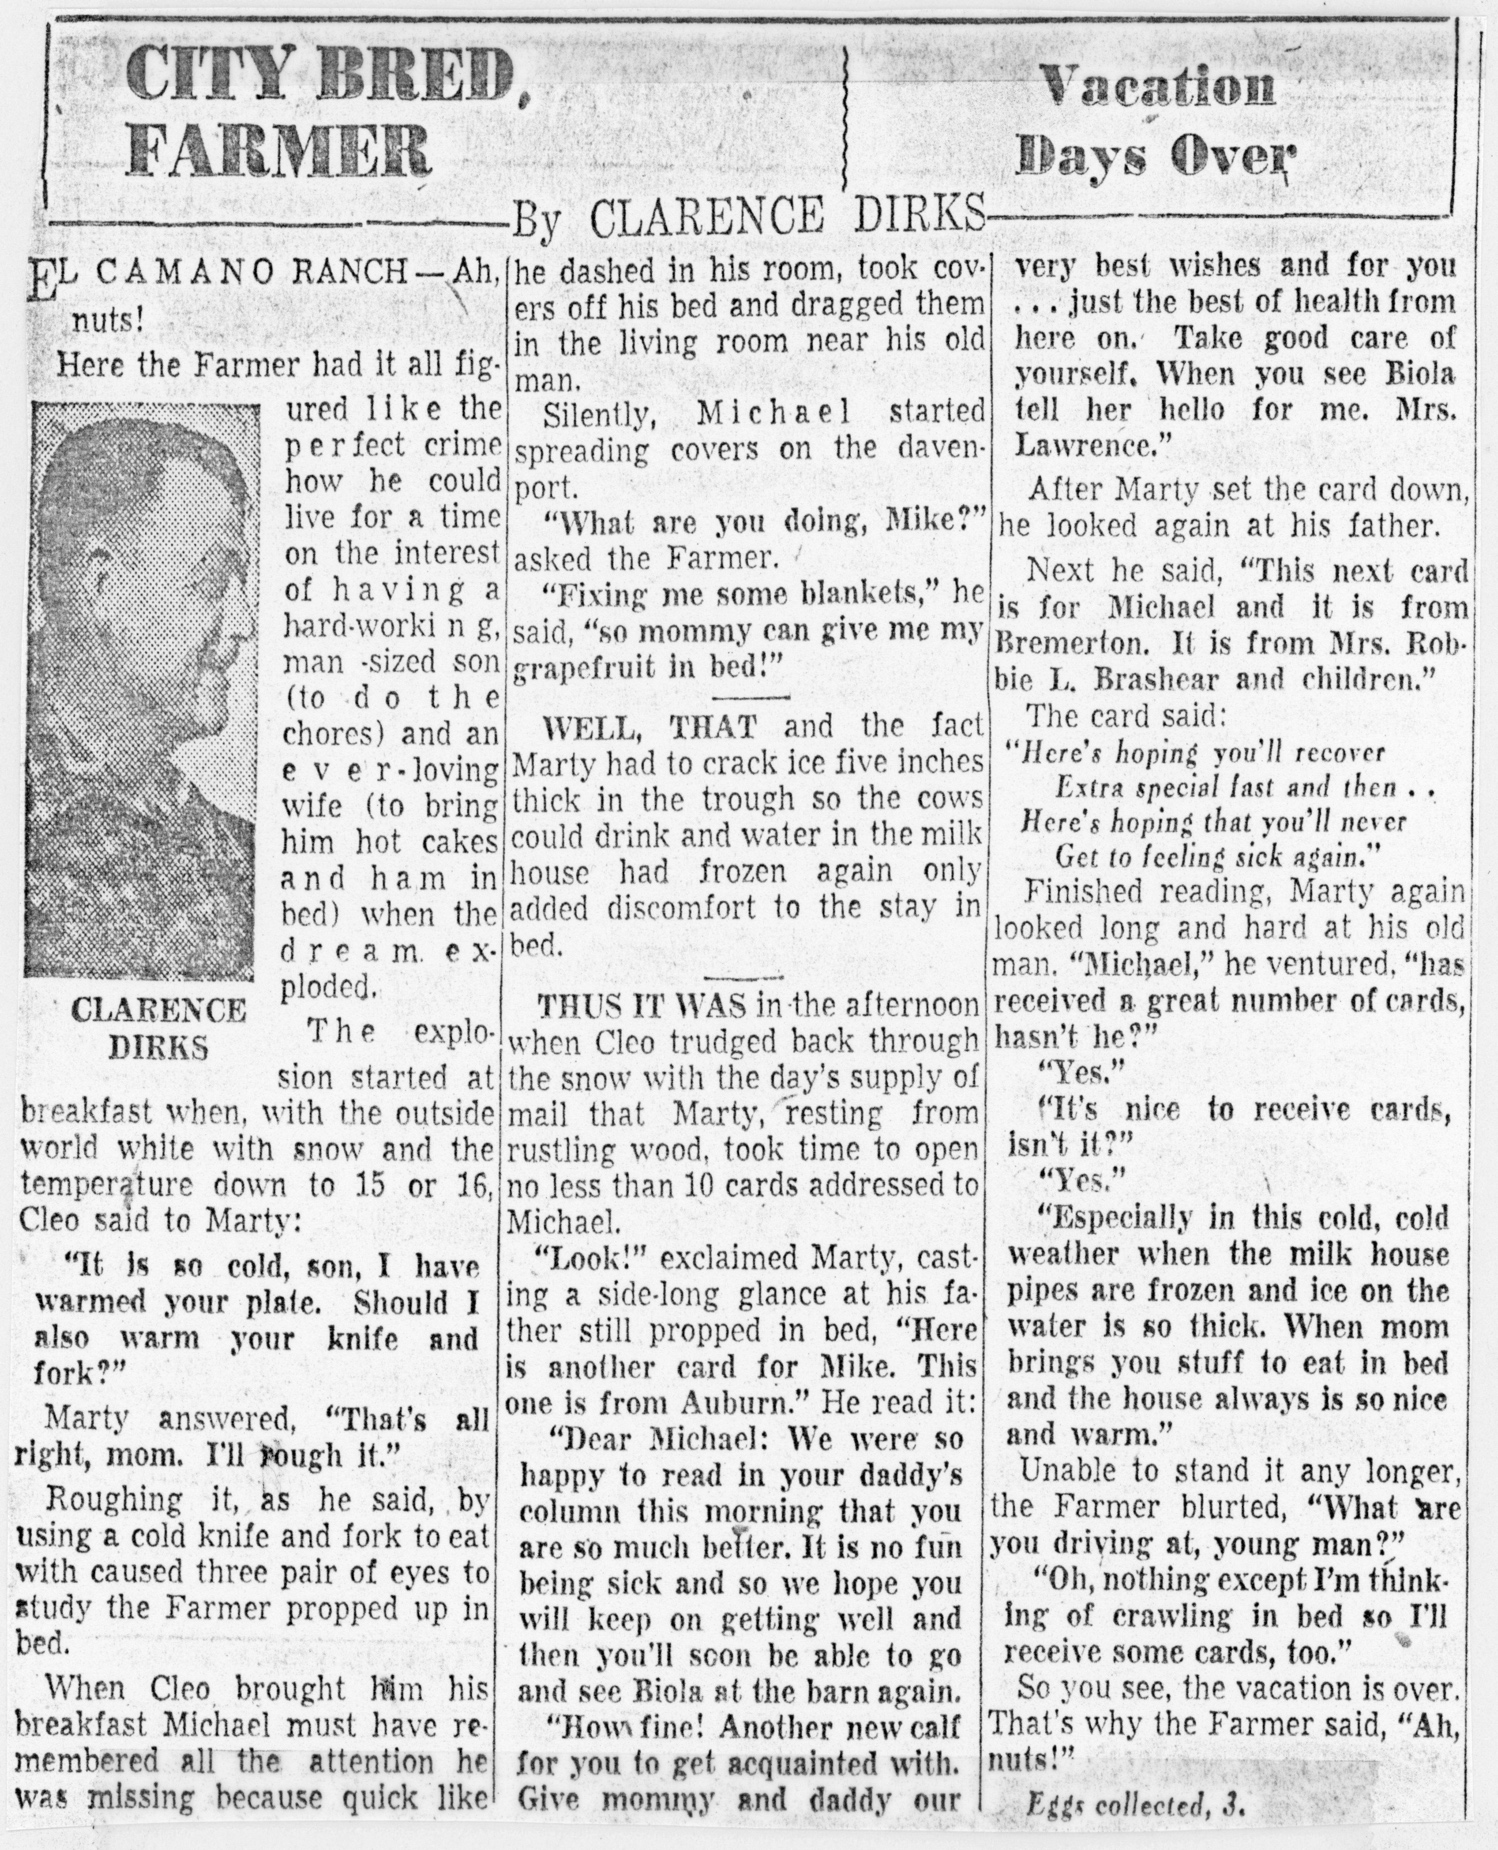 CITY BRED,
FARMER
Vacation
Days Over
By CLARENCE DIRKS
EL CAMANO RANCH — Ah,
nuts!
Here the Farmer had it all fig-
ured like the
perfect crime
how he could
live for a time
on the interest
of having a
hard-working,
man-sized son
(to do the
chores) and an
ever-loving
wife (to bring
him hot cakes
and ham in
bed) when the
dream ex-
ploded.
CLARENCE
DIRKS
The explo-
sion started at
breakfast when, with the outside
world white with snow and the
temperature down to 15 or 16,
Cleo said to Marty:
“It is so cold, son, I have
warmed your plate. Should I
also warm your knife and
fork?”
Marty answered, “That's all
right, mom. I'll rough it.”
Roughing it, as he said, by
using a cold knife and fork to eat
with caused three pair of eyes to
study the Farmer propped up in
bed.
When Cleo brought him his
breakfast Michael must have re-
membered all the attention he
was missing because quick like
he dashed in his room, took cov-
ers off his bed and dragged them
in the living room near his old
man.
Silently, Michael started
spreading covers on the daven-
port.
“What are you doing, Mike?”
asked the Farmer.
“Fixing me some blankets,” he
said, “so mommy can give me my
grapefruit in bed!”
WELL, THAT and the fact
Marty had to crack ice five inches
thick in the trough so the cows
could drink and water in the milk
house had frozen again only
added discomfort to the stay in
bed.
THUS IT WAS in the afternoon
when Cleo trudged back through
the snow with the day's supply of
mail that Marty, resting from
rustling wood, took time to open
no less than 10 cards addressed to
Michael.
“Look!” exclaimed Marty, cast-
ing a side-long glance at his fa-
ther still propped in bed, “Here
is another card for Mike. This
one is from Auburn.” He read it:
“Dear Michael: We were so
happy to read in your daddy's
column this morning that you
are so much better. It is no fun
being sick and so we hope you
will keep on getting well and
then you'll soon be able to go
and see Biola at the barn again.
“How fine! Another new calf
for you to get acquainted with.
Give mommy and daddy our
very best wishes and for you
... just the best of health from
here on. Take good care of
yourself. When you see Biola
tell her hello for me. Mrs.
Lawrence.”
After Marty set the card down,
he looked again at his father.
Next he said, “This next card
is for Michael and it is from
Bremerton. It is from Mrs. Rob-
bie L. Brashear and children.”
The card said:
“Here's hoping you'll recover
Extra special fast and then . .
Here's hoping that you'll never
Get to feeling sick again.”
Finished reading, Marty again
looked long and hard at his old
man. “Michael,” he ventured, “has
received a great number of cards,
hasn't he?”
“Yes.”
“It's nice to receive cards,
isn't it?”
“Yes.”
“Especially in this cold, cold
weather when the milk house
pipes are frozen and ice on the
water is so thick. When mom
brings you stuff to eat in bed
and the house always is so nice
and warm.”
Unable to stand it any longer,
the Farmer blurted, “What are
you driving at, young man?”
“Oh, nothing except I'm think-
ing of crawling in bed so I'll
receive some cards, too.”
So you see, the vacation is over.
That's why the Farmer said, “Ah,
nuts!”
Eggs collected, 3.